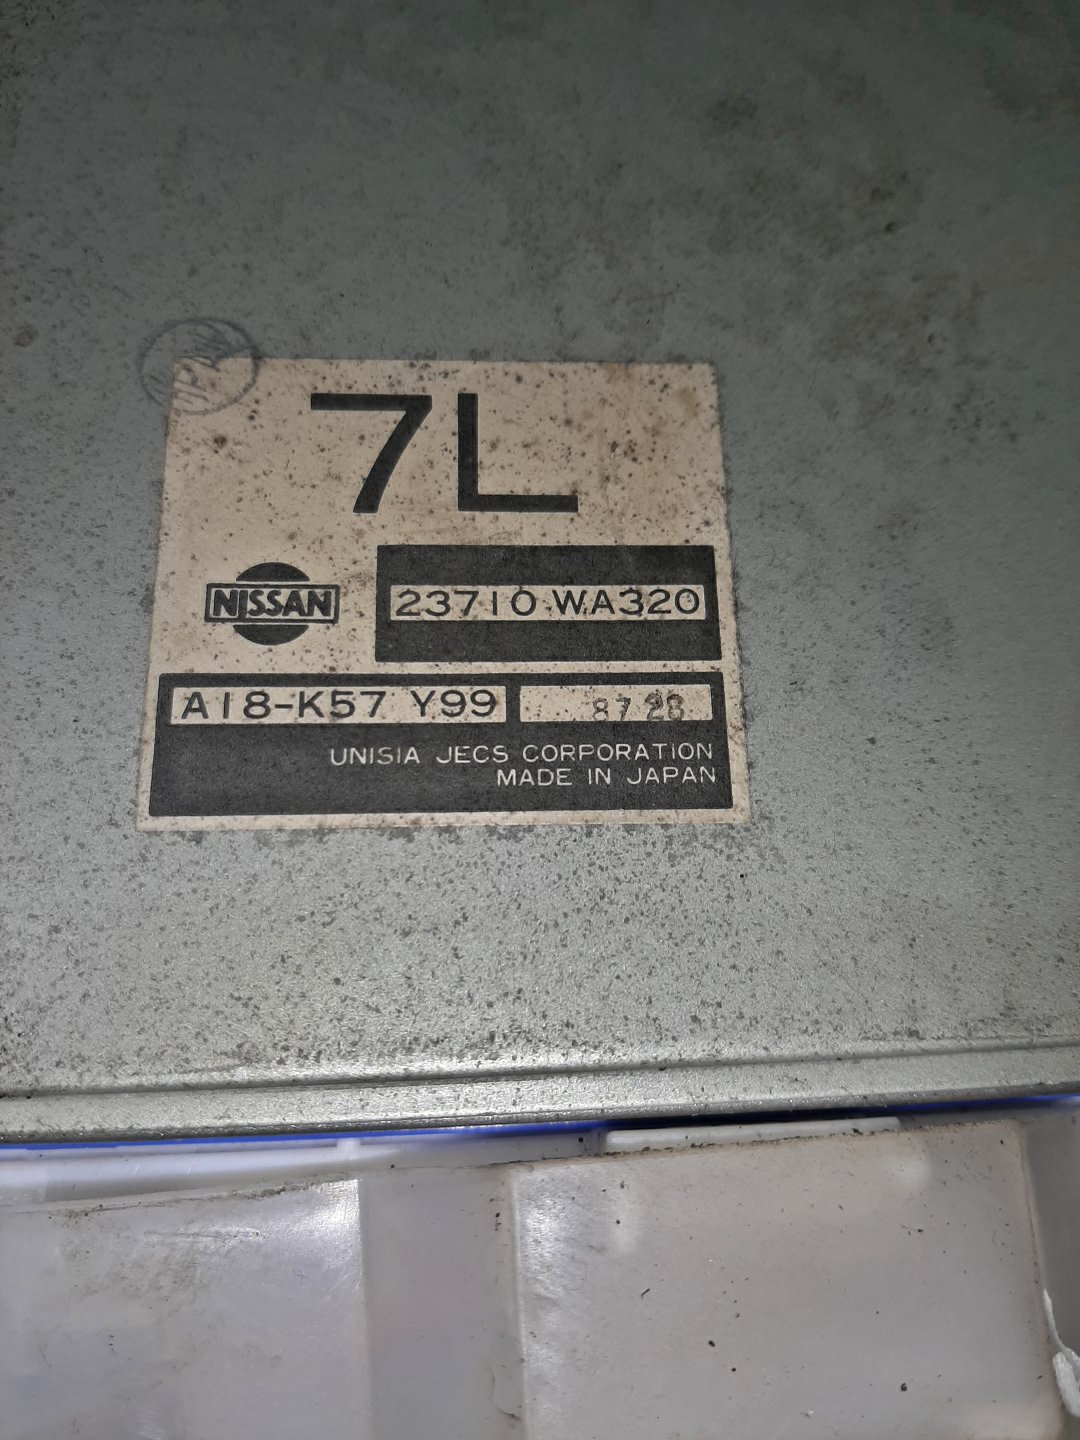 7L
NISSAN
23710 WA320
A18-K57 Y99
8728
UNISIA JECS CORPORATION
MADE IN JAPAN